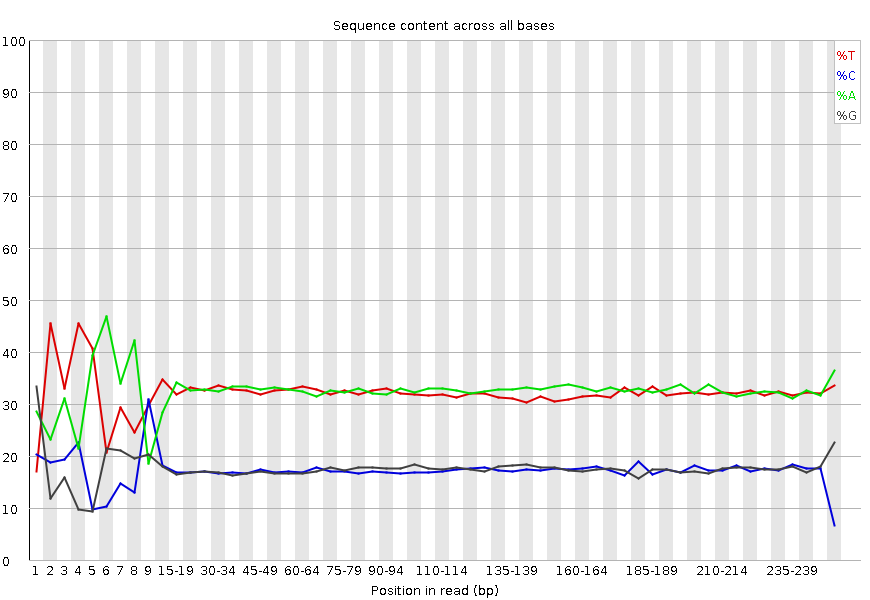 Sequence content across all bases
100
90
80
70
60
50
40
30
20
10
0
%T
%C
%A
%G
1 2 3 4 5 6 7 8 9 15-19 30-34 45-49 60-64 75-79 90-94 110-114 135-139 160-164 185-189 210-214 235-239
Position in read (bp)